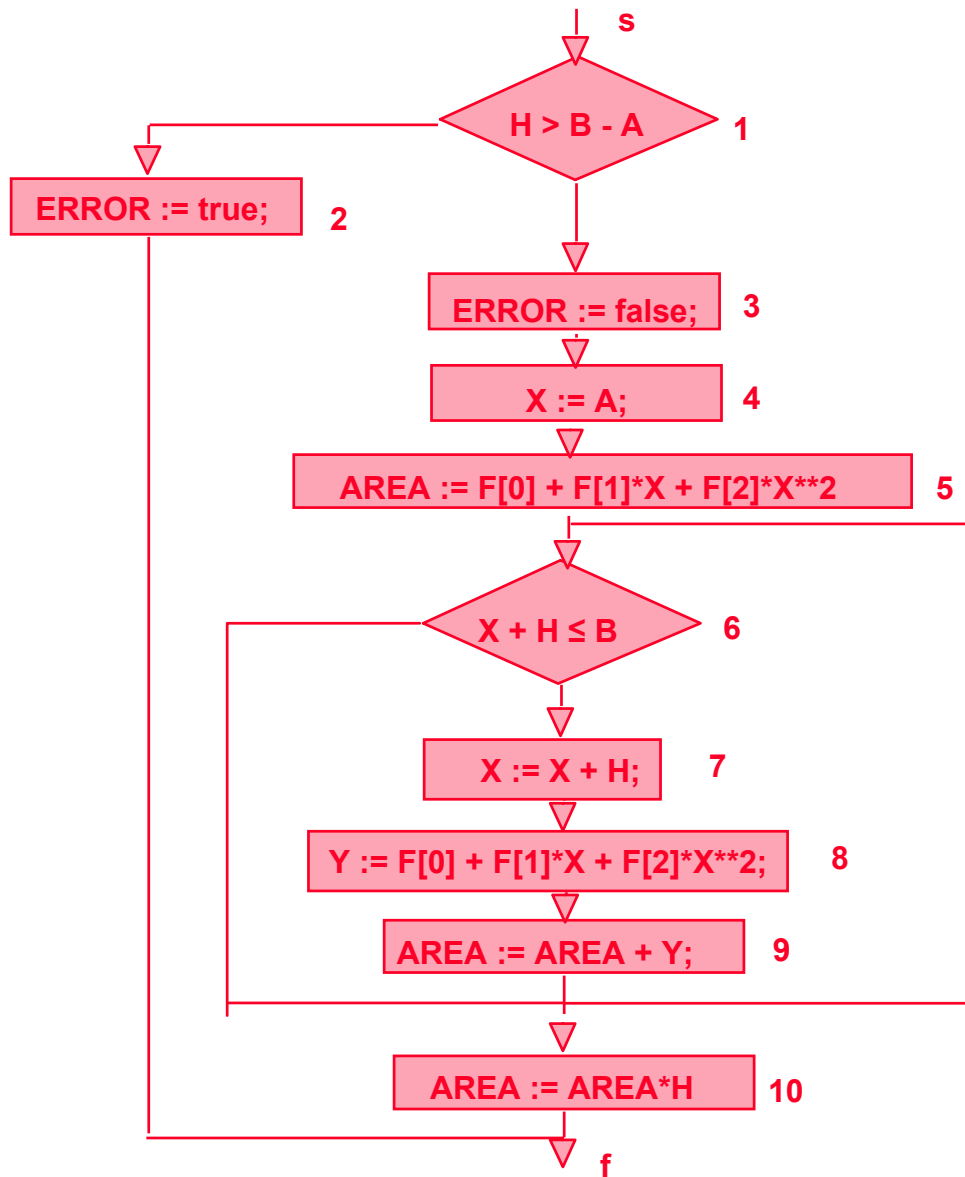 s
H > B - A
1
ERROR := true;
2
ERROR := false;
3
X := A;
4
AREA := F[0] + F[1]*X + F[2]*X**2
5
X + H ≤ B
6
X := X + H;
7
Y := F[0] + F[1]*X + F[2]*X**2;
8
AREA := AREA + Y;
9
AREA := AREA*H
10
f